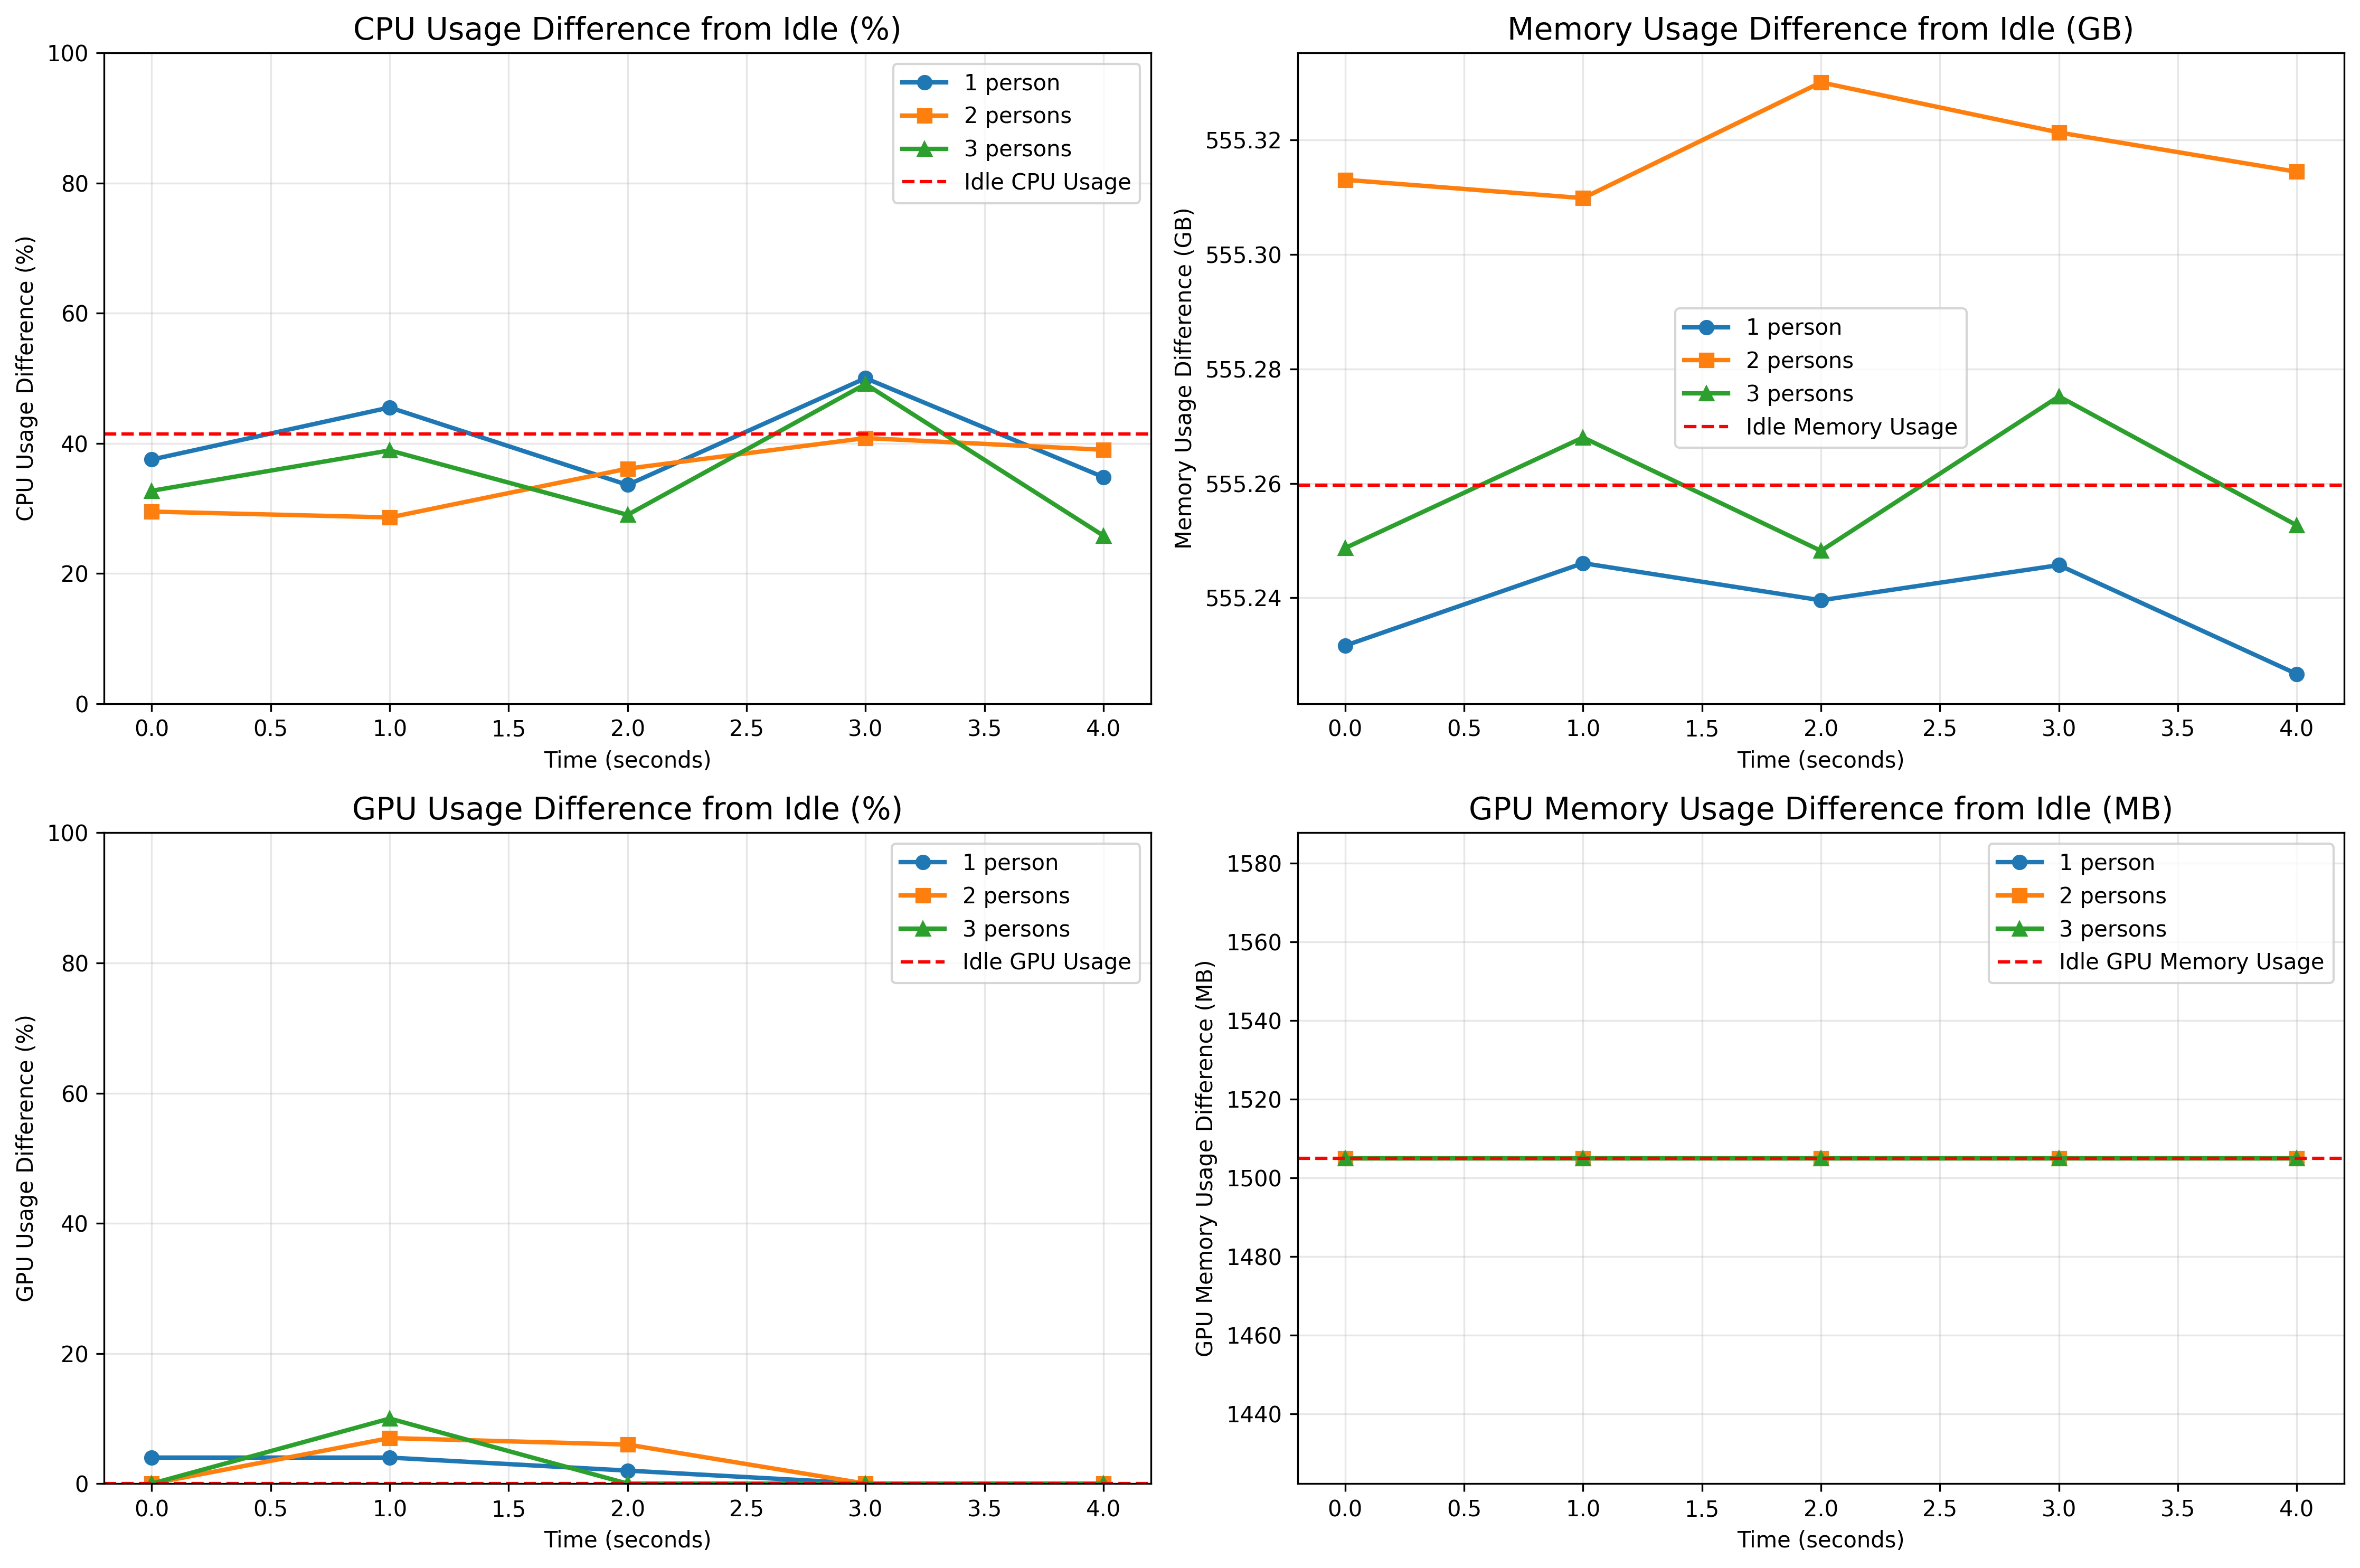 CPU Usage Difference from Idle (%)
CPU Usage Difference (%)
100
80
60
40
20
0
1 person
2 persons
3 persons
Idle CPU Usage
0.0 0.5 1.0 1.5 2.0 2.5 3.0 3.5 4.0
Time (seconds)
Memory Usage Difference from Idle (GB)
Memory Usage Difference (GB)
555.32
555.30
555.28
555.26
555.24
1 person
2 persons
3 persons
Idle Memory Usage
0.0 0.5 1.0 1.5 2.0 2.5 3.0 3.5 4.0
Time (seconds)
GPU Usage Difference from Idle (%)
GPU Usage Difference (%)
100
80
60
40
20
0
1 person
2 persons
3 persons
Idle GPU Usage
0.0 0.5 1.0 1.5 2.0 2.5 3.0 3.5 4.0
Time (seconds)
GPU Memory Usage Difference from Idle (MB)
GPU Memory Usage Difference (MB)
1580
1560
1540
1520
1500
1480
1460
1440
1 person
2 persons
3 persons
Idle GPU Memory Usage
0.0 0.5 1.0 1.5 2.0 2.5 3.0 3.5 4.0
Time (seconds)